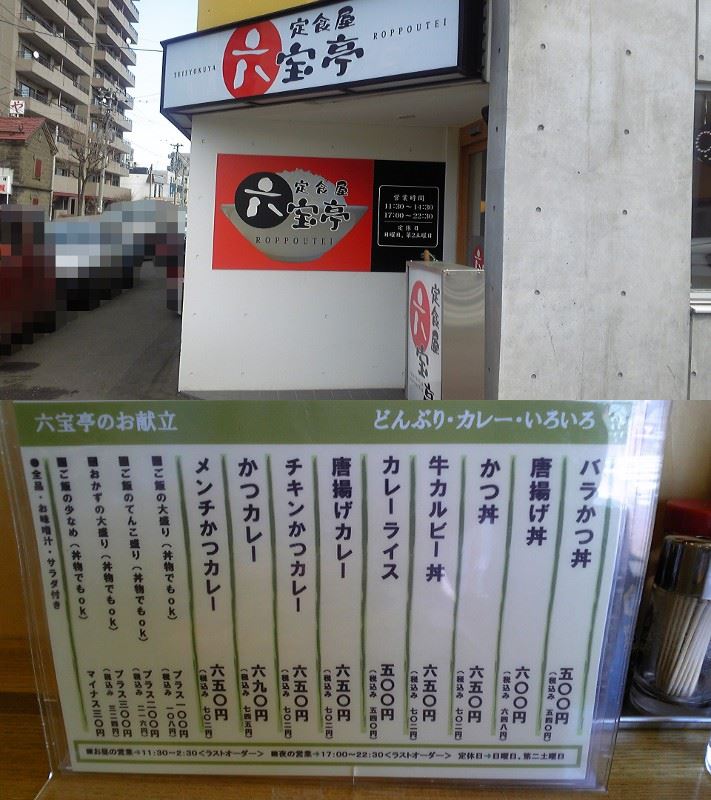 定食屋
六宝亭
TEISYOKUYA
ROPPOUTEI
や
定食屋
六宝亭
ROPPOUTEI
営業時間
11:30〜14:30
17:00〜22:30
定休日
日曜日、第2土曜日
定食屋
六宝亭
六宝亭のお献立
どんぶり・カレー・いろいろ
バラかつ丼 五〇〇円(税込み 五四〇円)
唐揚げ丼 六〇〇円(税込み 六四八円)
かつ丼 六五〇円(税込み 七〇二円)
牛カルビー丼 六五〇円(税込み 七〇二円)
カレーライス 五〇〇円(税込み 五四〇円)
唐揚げカレー 六五〇円(税込み 七〇二円)
チキンかつカレー 六五〇円(税込み 七〇二円)
かつカレー 六九〇円(税込み 七四五円)
メンチかつカレー 六五〇円(税込み 七〇二円)
■ご飯の大盛り(丼物でもok) プラス一〇〇円(税込み 一〇八円)
■ご飯のてんこ盛り(丼物でもok) プラス二〇〇円(税込み 二一六円)
■おかずの大盛り(丼物でもok) プラス三〇〇円(税込み 三二四円)
■ご飯の少なめ(丼物でもok) マイナス三〇円
●全品・お味噌汁・サラダ付き
■お昼の営業→11:30〜2:30<ラストオーダー> ■夜の営業→17:00〜22:30<ラストオーダー> 定休日→日曜日、第二土曜日